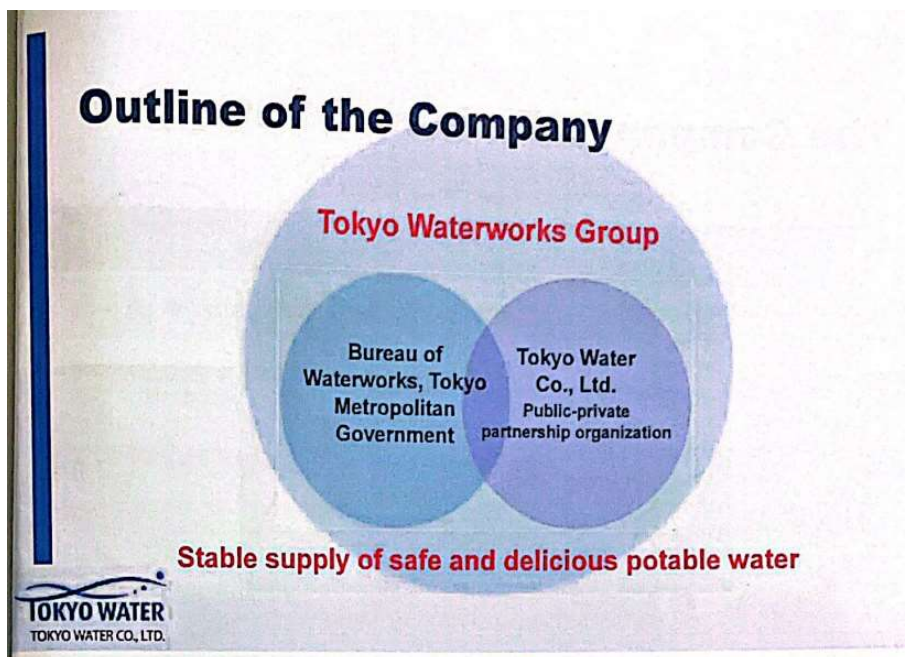 Outline of the Company
Tokyo Waterworks Group
Bureau of
Waterworks, Tokyo
Metropolitan
Government
Tokyo Water
Co., Ltd.
Public-private
partnership organization
Stable supply of safe and delicious potable water
TOKYO WATER
TOKYO WATER CO., LTD.